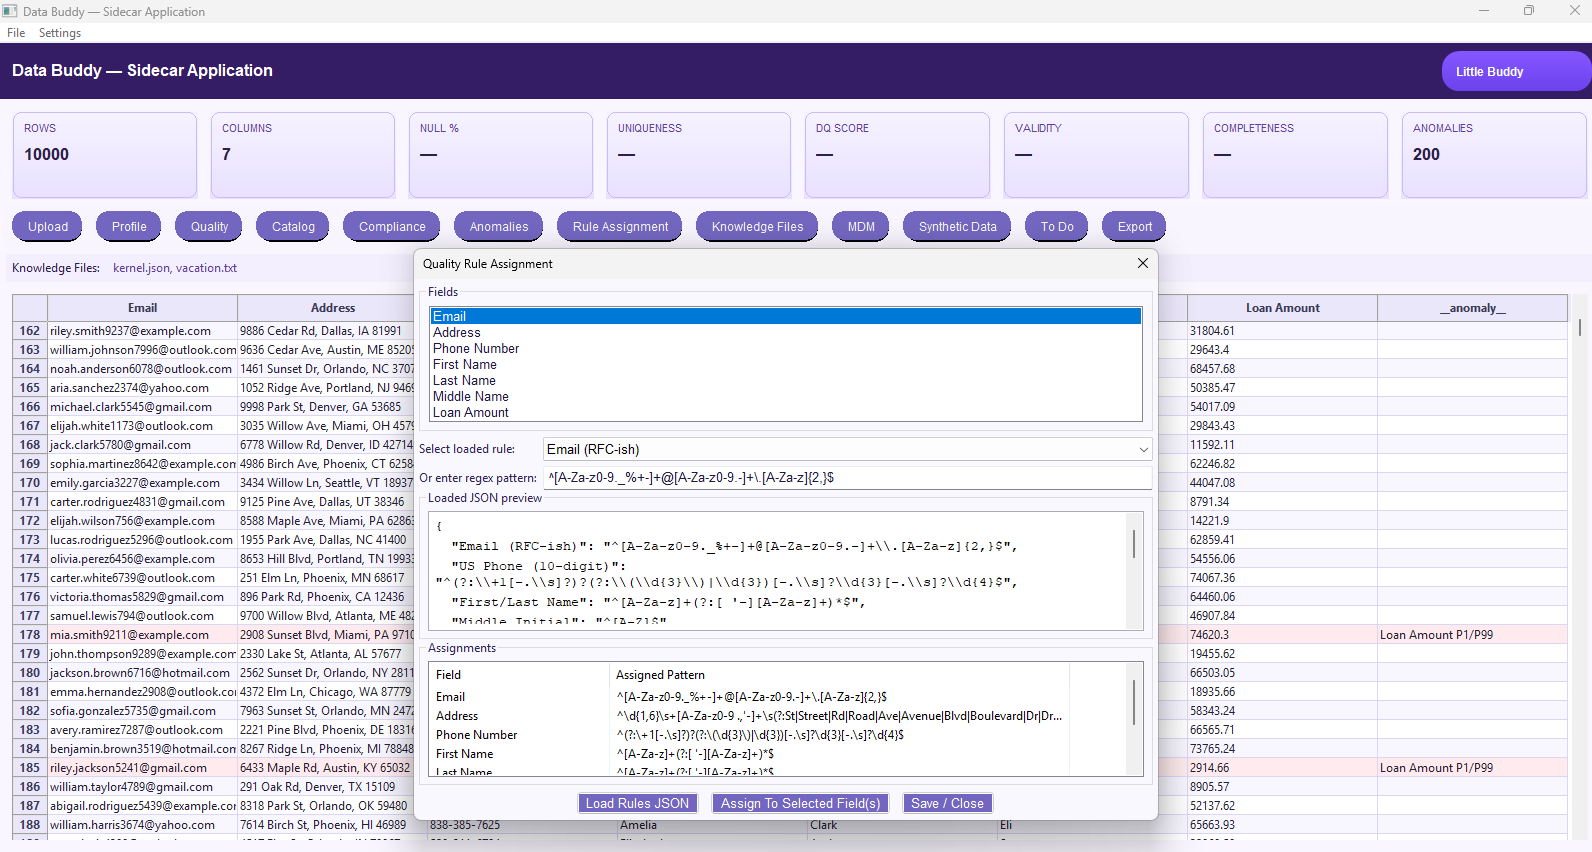 Data Buddy — Sidecar Application
File Settings
Data Buddy — Sidecar Application
Little Buddy
ROWS COLUMNS NULL % UNIQUENESS DQ SCORE VALIDITY COMPLETENESS ANOMALIES
10000 7 — — — — — 200
Upload Profile Quality Catalog Compliance Anomalies Rule Assignment Knowledge Files MDM Synthetic Data To Do Export
Knowledge Files: kernel.json, vacation.txt
Quality Rule Assignment
Fields
Email
Address
Phone Number
First Name
Last Name
Middle Name
Loan Amount
Select loaded rule: Email (RFC-ish)
Or enter regex pattern: ^[A-Za-z0-9._%+-]+@[A-Za-z0-9.-]+\.[A-Za-z]{2,}$
Loaded JSON preview
{
"Email (RFC-ish)": "^[A-Za-z0-9._%+-]+@[A-Za-z0-9.-]+\\.[A-Za-z]{2,}$",
"US Phone (10-digit)":
"^(?:\\+1[-.\\s]?)?(?:\\(\\d{3}\\)|\\d{3})[-.\\s]?\\d{3}[-.\\s]?\\d{4}$",
"First/Last Name": "^[A-Za-z]+(?:[ '-][A-Za-z]+)*$",
"Middle Initial": "^[A-Z]$"
Assignments
Field Assigned Pattern
Email ^[A-Za-z0-9._%+-]+@[A-Za-z0-9.-]+\.[A-Za-z]{2,}$
Address ^\d{1,6}\s+[A-Za-z0-9 .,'-]+\s(?:St|Street|Rd|Road|Ave|Avenue|Blvd|Boulevard|Dr|Dr...
Phone Number ^(?:\+1[-.\s]?)?(?:\(\d{3}\)|\d{3})[-.\s]?\d{3}[-.\s]?\d{4}$
First Name ^[A-Za-z]+(?:[ '-][A-Za-z]+)*$
Last Name ^[A-Za-z]+(?:[ '-][A-Za-z]+)*$
Load Rules JSON Assign To Selected Field(s) Save / Close
Email Address Loan Amount __anomaly__
162 riley.smith9237@example.com 9886 Cedar Rd, Dallas, IA 81991 31804.61
163 william.johnson7996@outlook.com 9636 Cedar Ave, Austin, ME 85205 29643.4
164 noah.anderson6078@outlook.com 1461 Sunset Dr, Orlando, NC 3707 68457.68
165 aria.sanchez2374@yahoo.com 1052 Ridge Ave, Portland, NJ 9469 50385.47
166 michael.clark5545@gmail.com 9998 Park St, Denver, GA 53685 54017.09
167 elijah.white1173@outlook.com 3035 Willow Ave, Miami, OH 4579 29843.43
168 jack.clark5780@gmail.com 6778 Willow Rd, Denver, ID 42714 11592.11
169 sophia.martinez8642@example.com 4986 Birch Ave, Phoenix, CT 6258 62246.82
170 emily.garcia3227@example.com 3434 Willow Ln, Seattle, VT 18937 44047.08
171 carter.rodriguez4831@gmail.com 9125 Pine Ave, Dallas, UT 38346 8791.34
172 elijah.wilson756@example.com 8588 Maple Ave, Miami, PA 62863 14221.9
173 lucas.rodriguez5296@outlook.com 1955 Park Ave, Dallas, NC 41400 62859.41
174 olivia.perez6456@example.com 8653 Hill Blvd, Portland, TN 19933 54556.06
175 carter.white6739@outlook.com 251 Elm Ln, Phoenix, MN 68617 74067.36
176 victoria.thomas5829@gmail.com 896 Park Rd, Phoenix, CA 12436 64460.06
177 samuel.lewis794@outlook.com 9700 Willow Blvd, Atlanta, ME 482 46907.84
178 mia.smith9211@example.com 2908 Sunset Blvd, Miami, PA 9710 74620.3 Loan Amount P1/P99
179 john.thompson9289@example.com 2330 Lake St, Atlanta, AL 57677 19455.62
180 jackson.brown6716@hotmail.com 2562 Sunset Dr, Orlando, NY 2811 66503.05
181 emma.hernandez2908@outlook.co 4372 Elm Ln, Chicago, WA 87779 18935.66
182 sofia.gonzalez5735@gmail.com 7963 Sunset St, Orlando, MN 2472 58343.24
183 avery.ramirez7287@outlook.com 2221 Pine Blvd, Phoenix, DE 18316 66565.71
184 benjamin.brown3519@hotmail.com 8267 Ridge Ln, Phoenix, MI 78848 73765.24
185 riley.jackson5241@gmail.com 6433 Maple Rd, Austin, KY 65032 2914.66 Loan Amount P1/P99
186 william.taylor4789@gmail.com 291 Oak Rd, Denver, TX 15109 8905.57
187 abigail.rodriguez5439@example.com 8318 Park St, Orlando, OK 59480 52137.62
188 william.harris3674@yahoo.com 7614 Birch St, Phoenix, HI 46989 838-385-7625 Amelia Clark Eli 65663.93